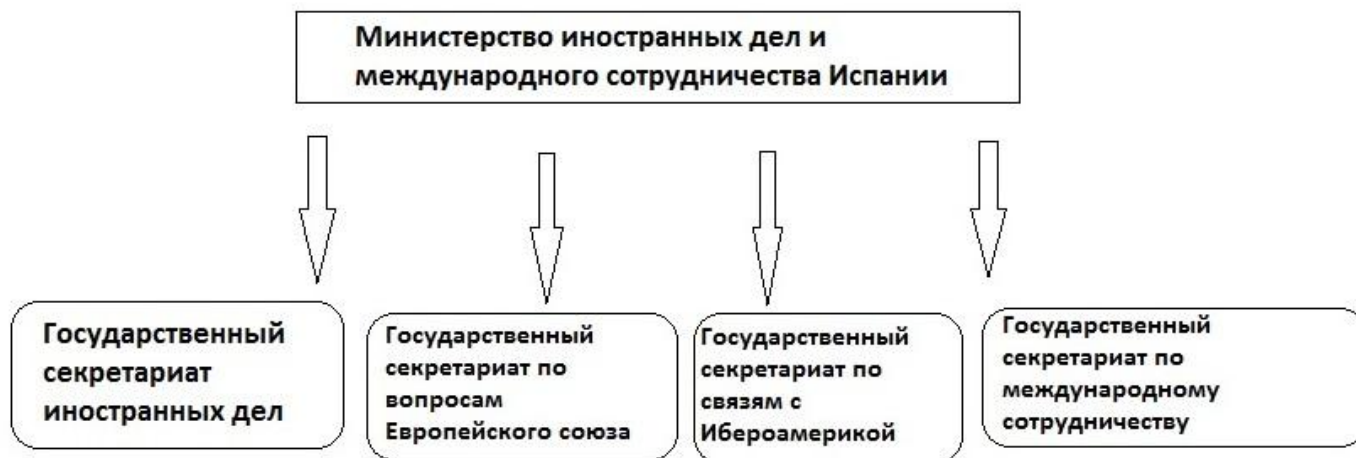 Министерство иностранных дел и
международного сотрудничества Испании
Государственный
секретариат
иностранных дел
Государственный
секретариат по
вопросам
Европейского союза
Государственный
секретариат по
связям с
Ибероамерикой
Государственный
секретариат по
международному
сотрудничеству